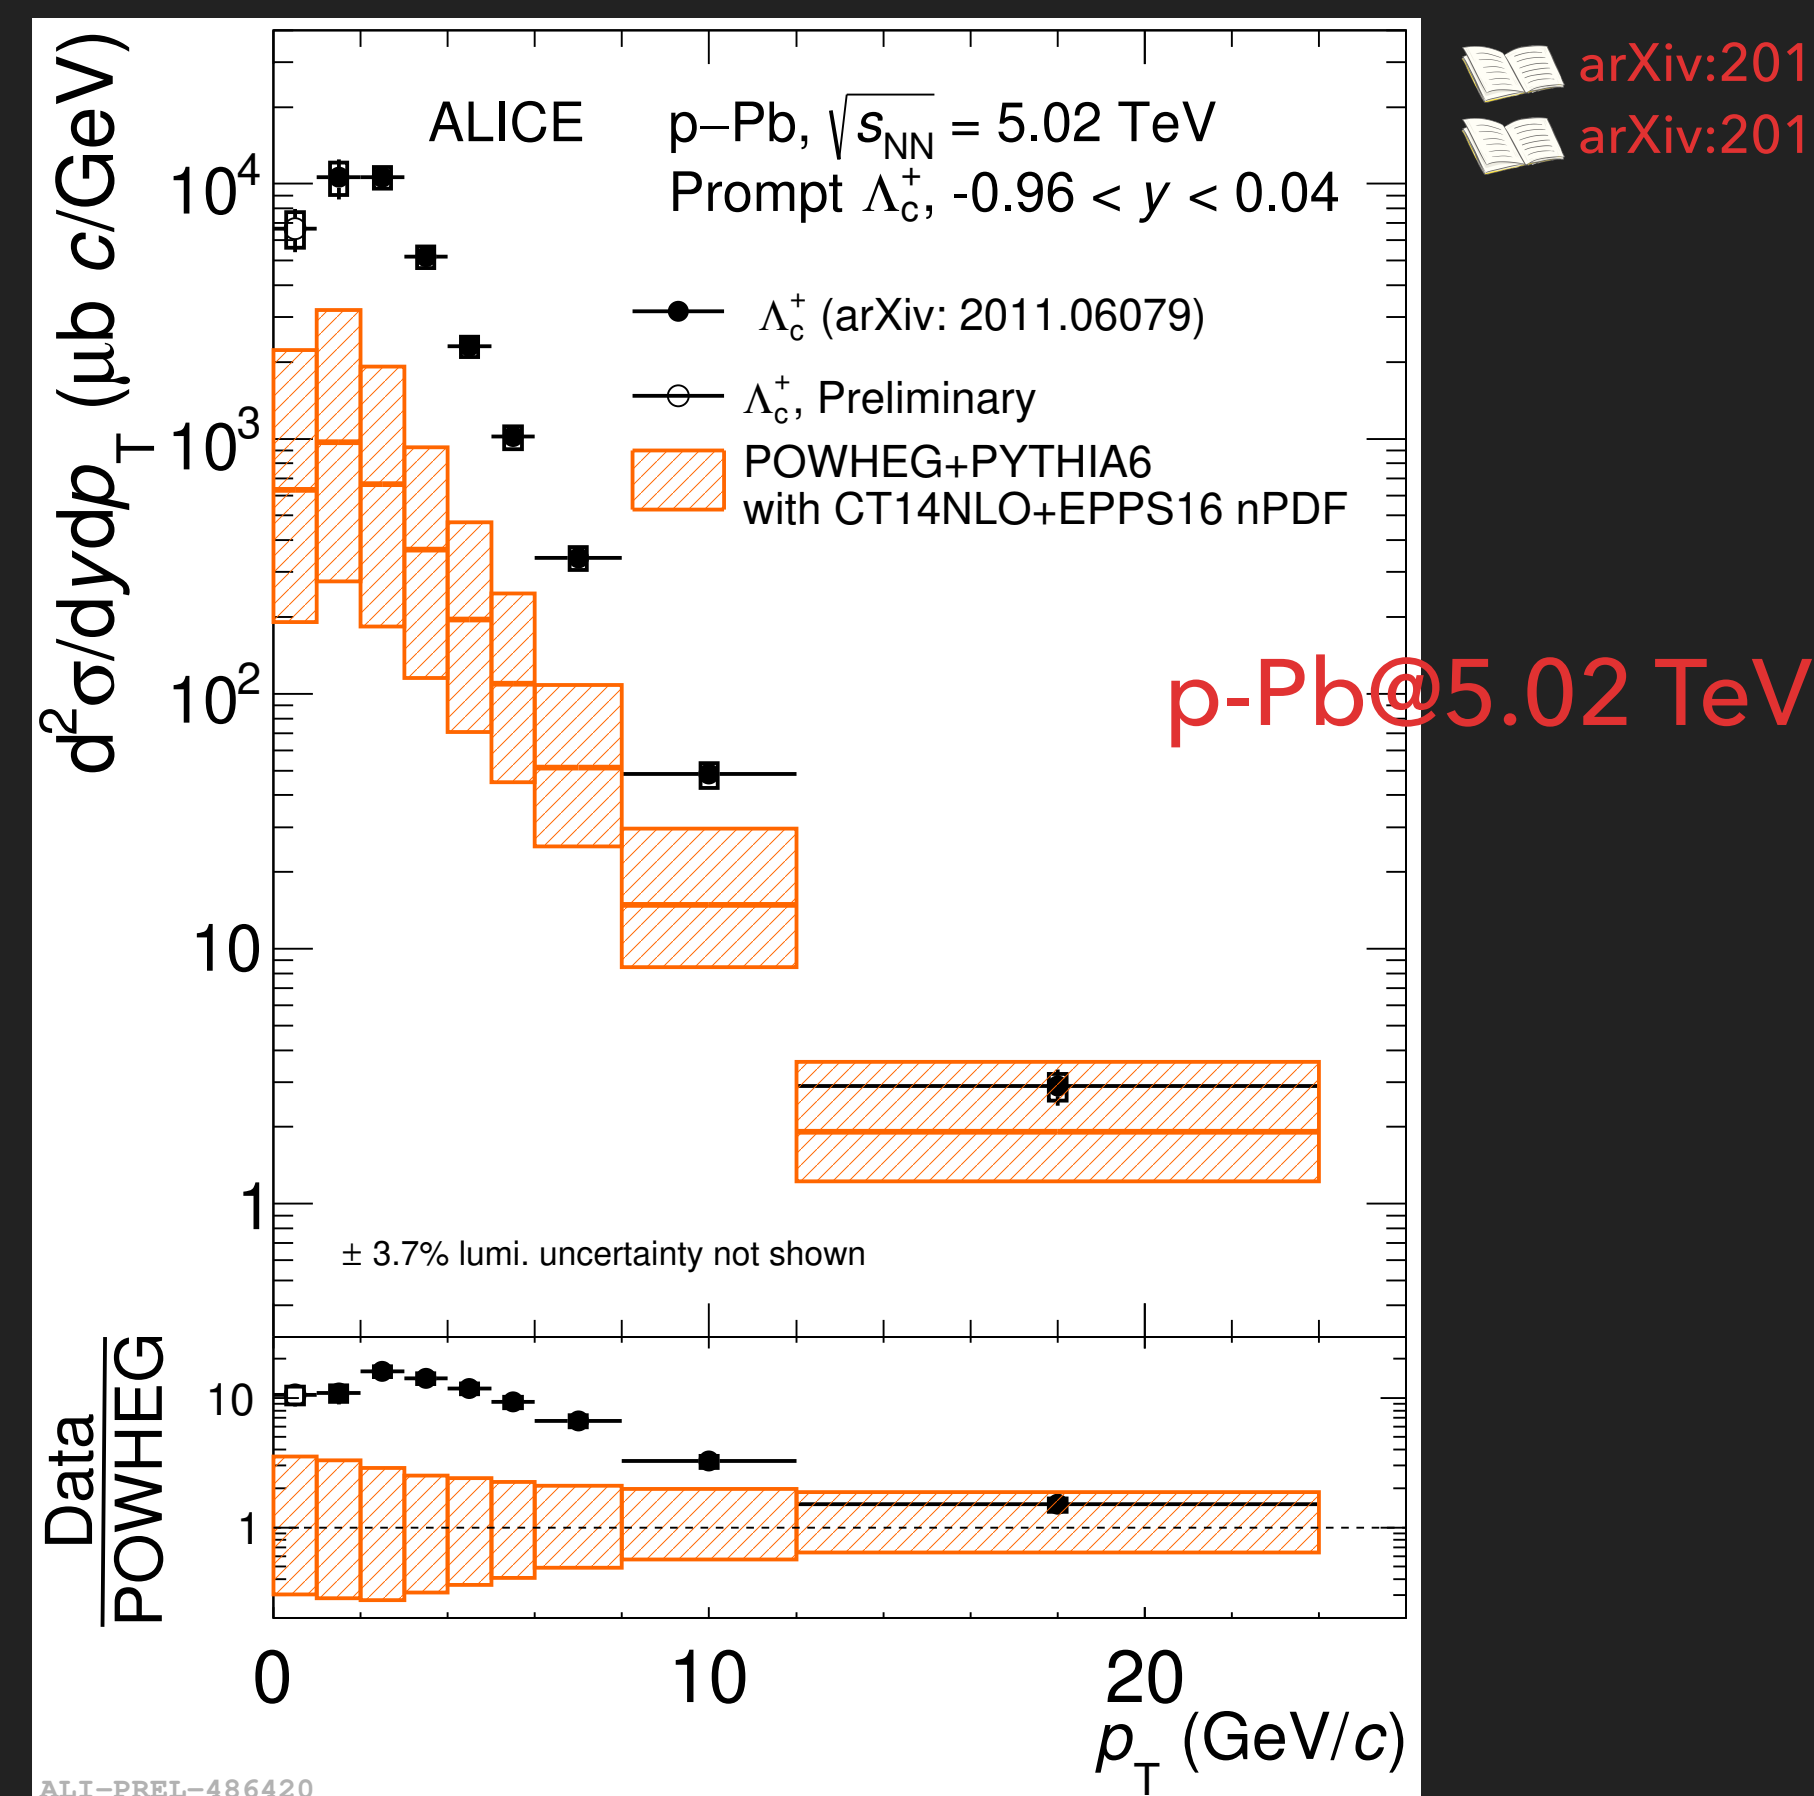 arXiv:201
arXiv:201
ALICE p–Pb, √sNN = 5.02 TeV
Prompt Λc+, -0.96 < y < 0.04
Λc+ (arXiv: 2011.06079)
Λc+, Preliminary
POWHEG+PYTHIA6
with CT14NLO+EPPS16 nPDF
p-Pb@5.02 TeV
d²σ/dydpT (μb c/GeV)
10⁴
10³
10²
10
1
± 3.7% lumi. uncertainty not shown
Data
POWHEG
10
1
0 10 20
pT (GeV/c)
ALI–PREL–486420